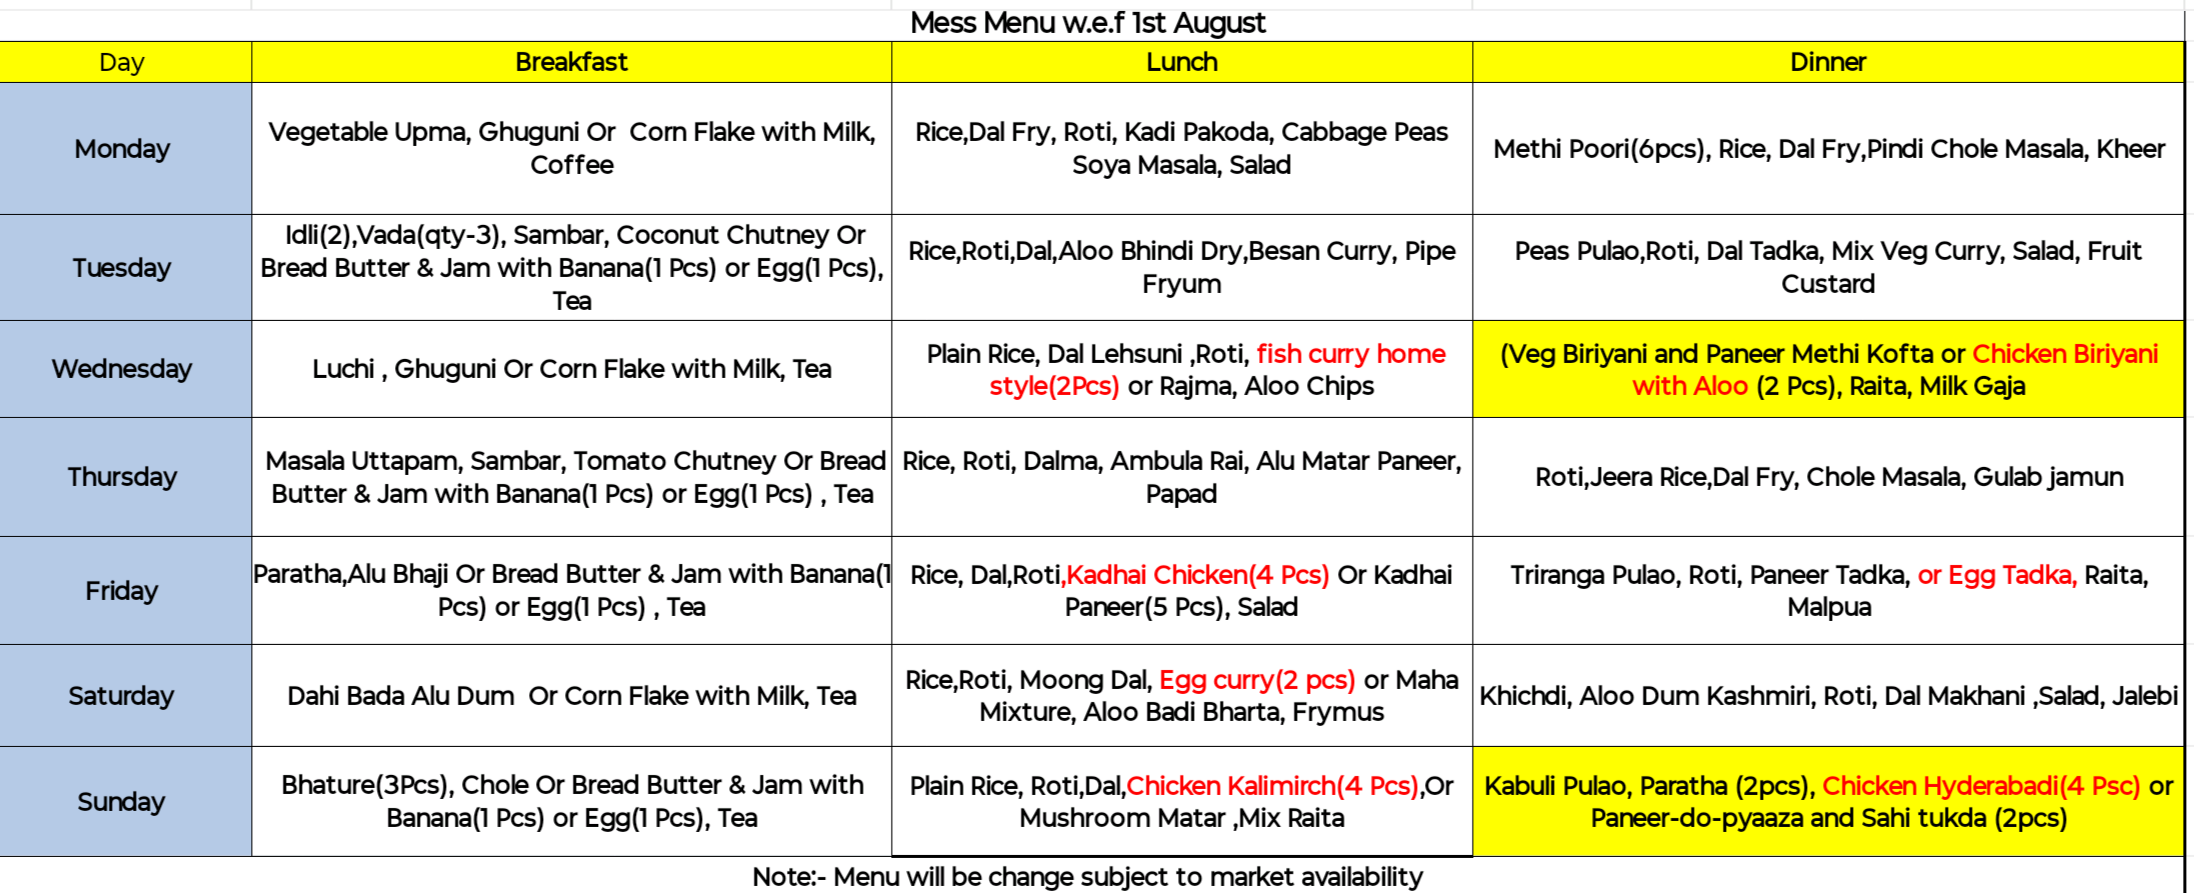 Mess Menu w.e.f 1st August
Day Breakfast Lunch Dinner
Monday
Vegetable Upma, Ghuguni Or Corn Flake with Milk,
Coffee
Rice,Dal Fry, Roti, Kadi Pakoda, Cabbage Peas
Soya Masala, Salad
Methi Poori(6pcs), Rice, Dal Fry,Pindi Chole Masala, Kheer
Tuesday
Idli(2),Vada(qty-3), Sambar, Coconut Chutney Or
Bread Butter & Jam with Banana(1 Pcs) or Egg(1 Pcs),
Tea
Rice,Roti,Dal,Aloo Bhindi Dry,Besan Curry, Pipe
Fryum
Peas Pulao,Roti, Dal Tadka, Mix Veg Curry, Salad, Fruit
Custard
Wednesday
Luchi , Ghuguni Or Corn Flake with Milk, Tea
Plain Rice, Dal Lehsuni ,Roti, fish curry home
style(2Pcs) or Rajma, Aloo Chips
(Veg Biriyani and Paneer Methi Kofta or Chicken Biriyani
with Aloo (2 Pcs), Raita, Milk Gaja
Thursday
Masala Uttapam, Sambar, Tomato Chutney Or Bread
Butter & Jam with Banana(1 Pcs) or Egg(1 Pcs) , Tea
Rice, Roti, Dalma, Ambula Rai, Alu Matar Paneer,
Papad
Roti,Jeera Rice,Dal Fry, Chole Masala, Gulab jamun
Friday
Paratha,Alu Bhaji Or Bread Butter & Jam with Banana(1
Pcs) or Egg(1 Pcs) , Tea
Rice, Dal,Roti,Kadhai Chicken(4 Pcs) Or Kadhai
Paneer(5 Pcs), Salad
Triranga Pulao, Roti, Paneer Tadka, or Egg Tadka, Raita,
Malpua
Saturday
Dahi Bada Alu Dum Or Corn Flake with Milk, Tea
Rice,Roti, Moong Dal, Egg curry(2 pcs) or Maha
Mixture, Aloo Badi Bharta, Frymus
Khichdi, Aloo Dum Kashmiri, Roti, Dal Makhani ,Salad, Jalebi
Sunday
Bhature(3Pcs), Chole Or Bread Butter & Jam with
Banana(1 Pcs) or Egg(1 Pcs), Tea
Plain Rice, Roti,Dal,Chicken Kalimirch(4 Pcs),Or
Mushroom Matar ,Mix Raita
Kabuli Pulao, Paratha (2pcs), Chicken Hyderabadi(4 Psc) or
Paneer-do-pyaaza and Sahi tukda (2pcs)
Note:- Menu will be change subject to market availability